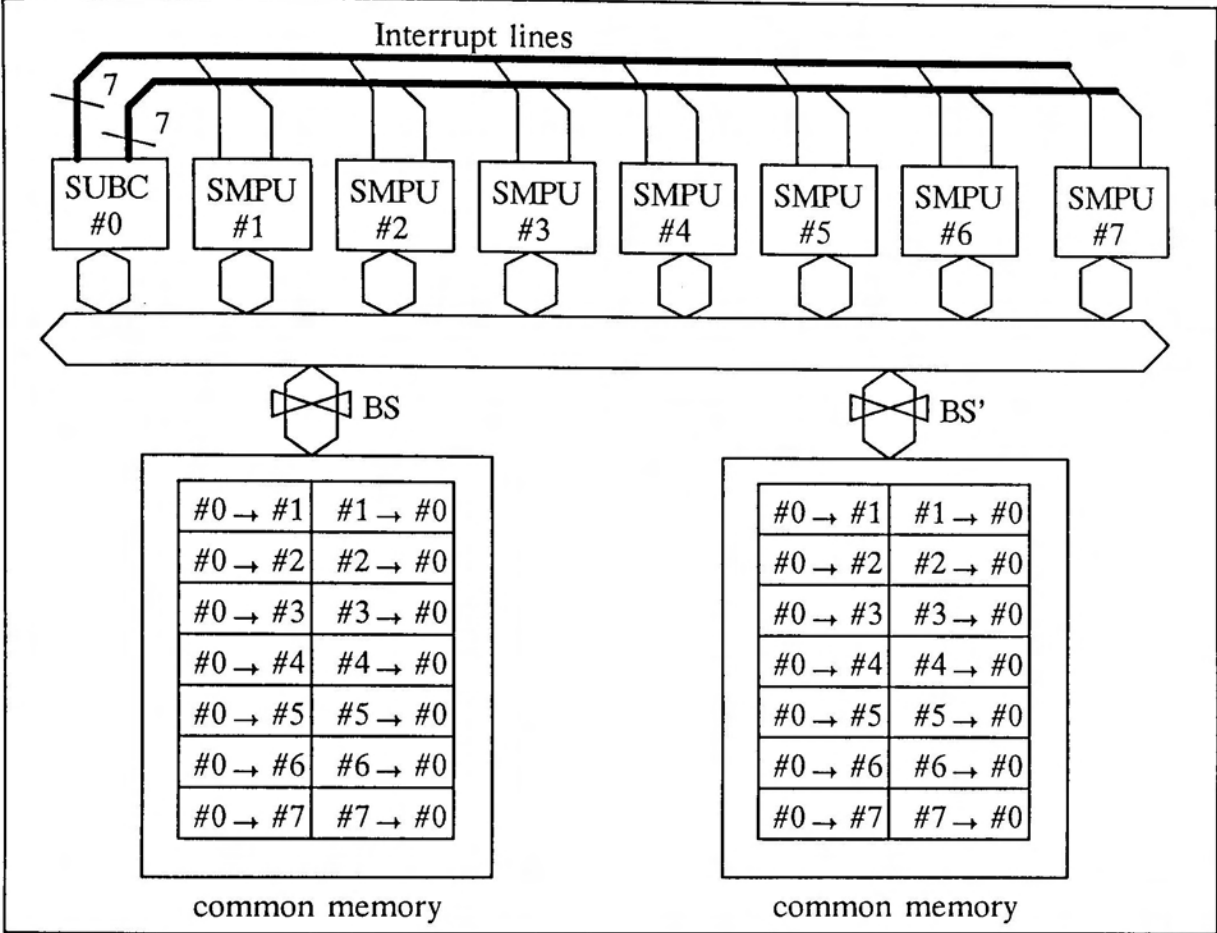 Interrupt lines
7
7
SUBC #0
SMPU #1
SMPU #2
SMPU #3
SMPU #4
SMPU #5
SMPU #6
SMPU #7
BS
BS'
#0 → #1 #1 → #0
#0 → #2 #2 → #0
#0 → #3 #3 → #0
#0 → #4 #4 → #0
#0 → #5 #5 → #0
#0 → #6 #6 → #0
#0 → #7 #7 → #0
common memory
#0 → #1 #1 → #0
#0 → #2 #2 → #0
#0 → #3 #3 → #0
#0 → #4 #4 → #0
#0 → #5 #5 → #0
#0 → #6 #6 → #0
#0 → #7 #7 → #0
common memory